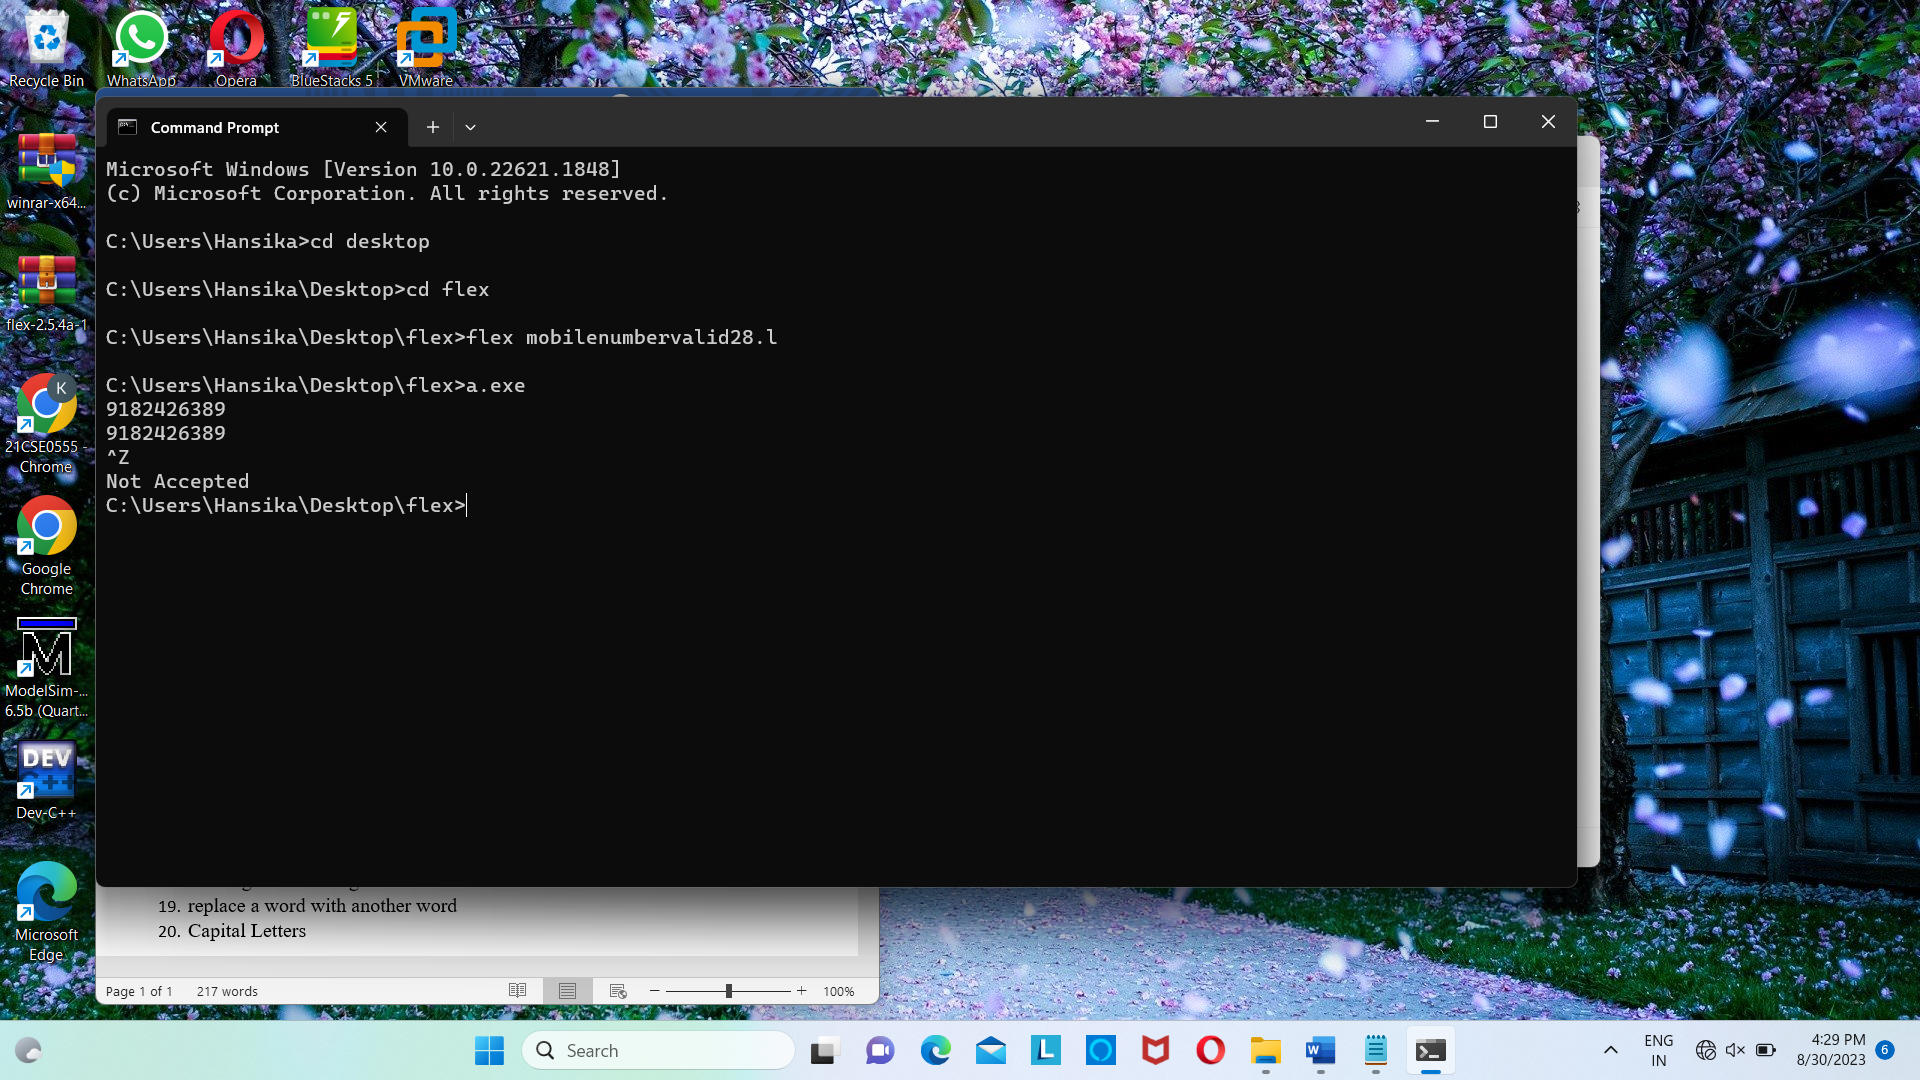 Recycle Bin
WhatsApp
Opera
BlueStacks 5
VMware
winrar-x64...
flex-2.5.4a-1
K
21CSE0555 -
Chrome
Google
Chrome
ModelSim-...
6.5b (Quart...
DEV
C++
Dev-C++
Microsoft
Edge
Command Prompt
Microsoft Windows [Version 10.0.22621.1848]
(c) Microsoft Corporation. All rights reserved.
C:\Users\Hansika>cd desktop
C:\Users\Hansika\Desktop>cd flex
C:\Users\Hansika\Desktop\flex>flex mobilenumbervalid28.l
C:\Users\Hansika\Desktop\flex>a.exe
9182426389
9182426389
^Z
Not Accepted
C:\Users\Hansika\Desktop\flex>
19. replace a word with another word
20. Capital Letters
Page 1 of 1 217 words
100%
Search
ENG
IN
4:29 PM
8/30/2023
6